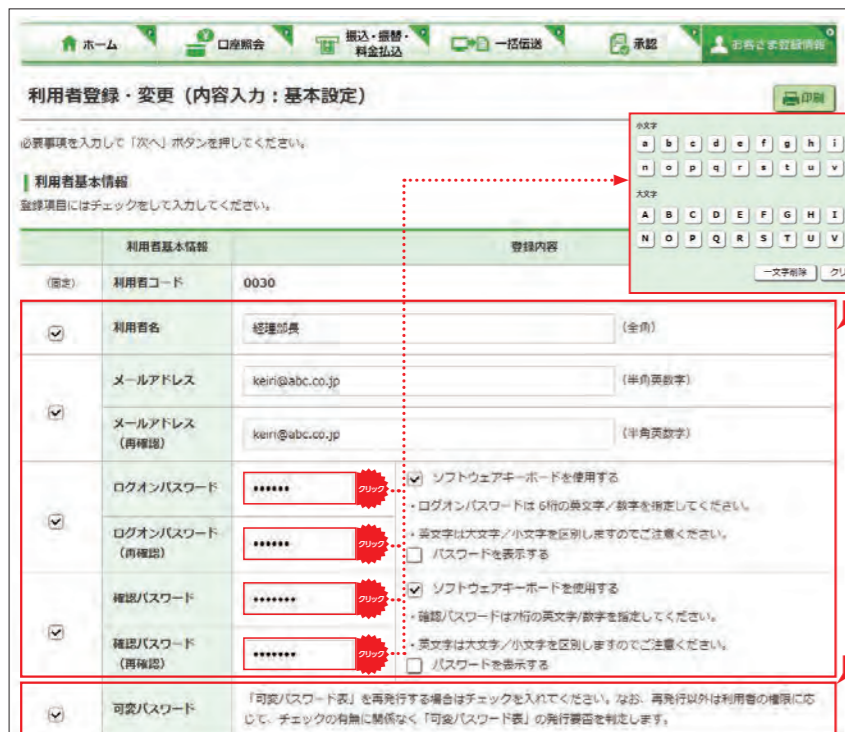 ホーム
口座照会
振込・振替・
料金払込
一括伝送
承認
お客さま登録情報
利用者登録・変更（内容入力：基本設定）
印刷
必要事項を入力して「次へ」ボタンを押してください。
利用者基本情報
登録項目にはチェックをして入力してください。
小文字
a b c d e f g h i
n o p q r s t u v
大文字
A B C D E F G H I
N O P Q R S T U V
一文字削除 クリ
利用者基本情報 登録内容
（固定） 利用者コード 0030
利用者名 経理部長 （全角）
メールアドレス keiri@abc.co.jp （半角英数字）
メールアドレス
（再確認） keiri@abc.co.jp （半角英数字）
ログオンパスワード •••••• クリック ソフトウェアキーボードを使用する
・ログオンパスワードは 6桁の英文字／数字を指定してください。
ログオンパスワード
（再確認） •••••• クリック ・英文字は大文字／小文字を区別しますのでご注意ください。
パスワードを表示する
確認パスワード ••••••• クリック ソフトウェアキーボードを使用する
・確認パスワードは7桁の英文字/数字を指定してください。
確認パスワード
（再確認） ••••••• クリック ・英文字は大文字／小文字を区別しますのでご注意ください。
パスワードを表示する
可変パスワード 「可変パスワード表」を再発行する場合はチェックを入れてください。なお、再発行以外は利用者の権限に応
じて、チェックの有無に関係なく「可変パスワード表」の発行要否を判定します。